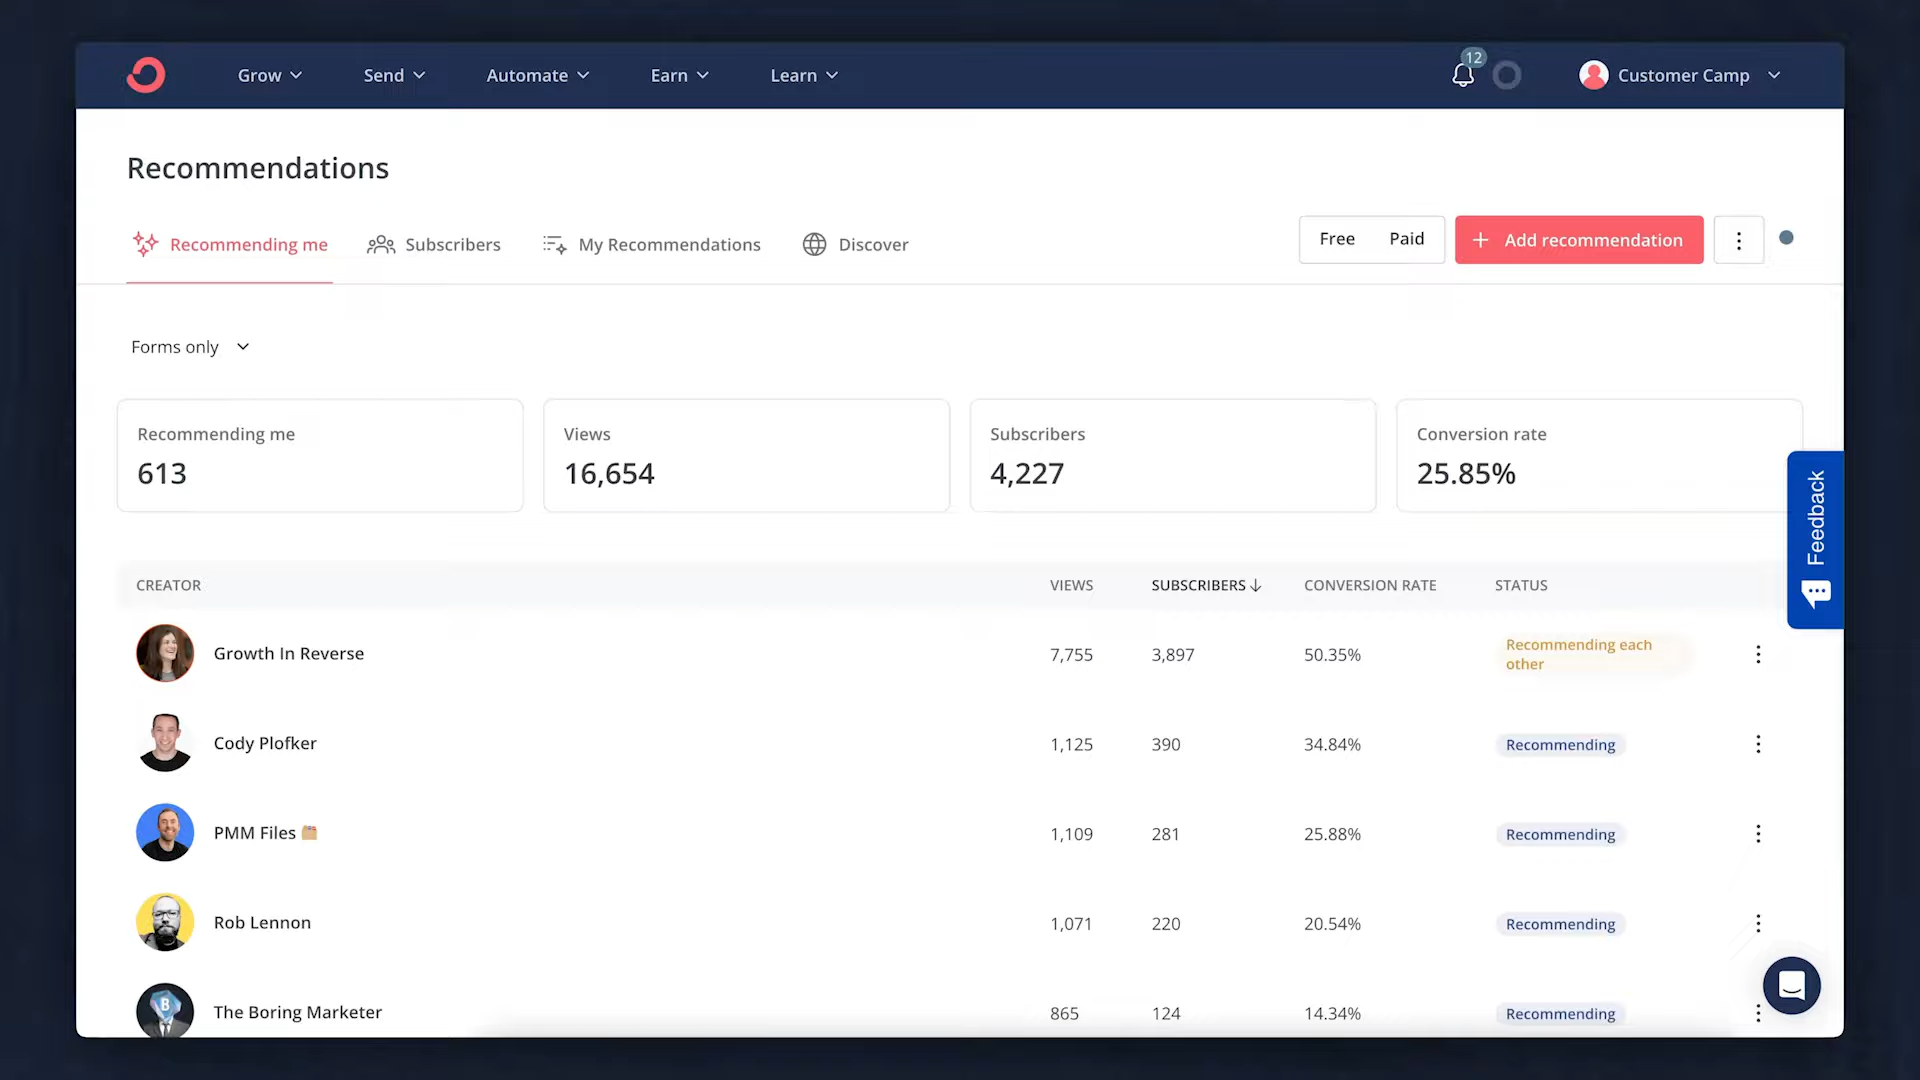 Grow
Send
Automate
Earn
Learn
12
Customer Camp
Recommendations
Recommending me
Subscribers
My Recommendations
Discover
Free
Paid
+ Add recommendation
Forms only
Recommending me
613
Views
16,654
Subscribers
4,227
Conversion rate
25.85%
Feedback
CREATOR VIEWS SUBSCRIBERS↓ CONVERSION RATE STATUS
Growth In Reverse 7,755 3,897 50.35% Recommending each
other
Cody Plofker 1,125 390 34.84% Recommending
PMM Files 1,109 281 25.88% Recommending
Rob Lennon 1,071 220 20.54% Recommending
B
The Boring Marketer 865 124 14.34% Recommending